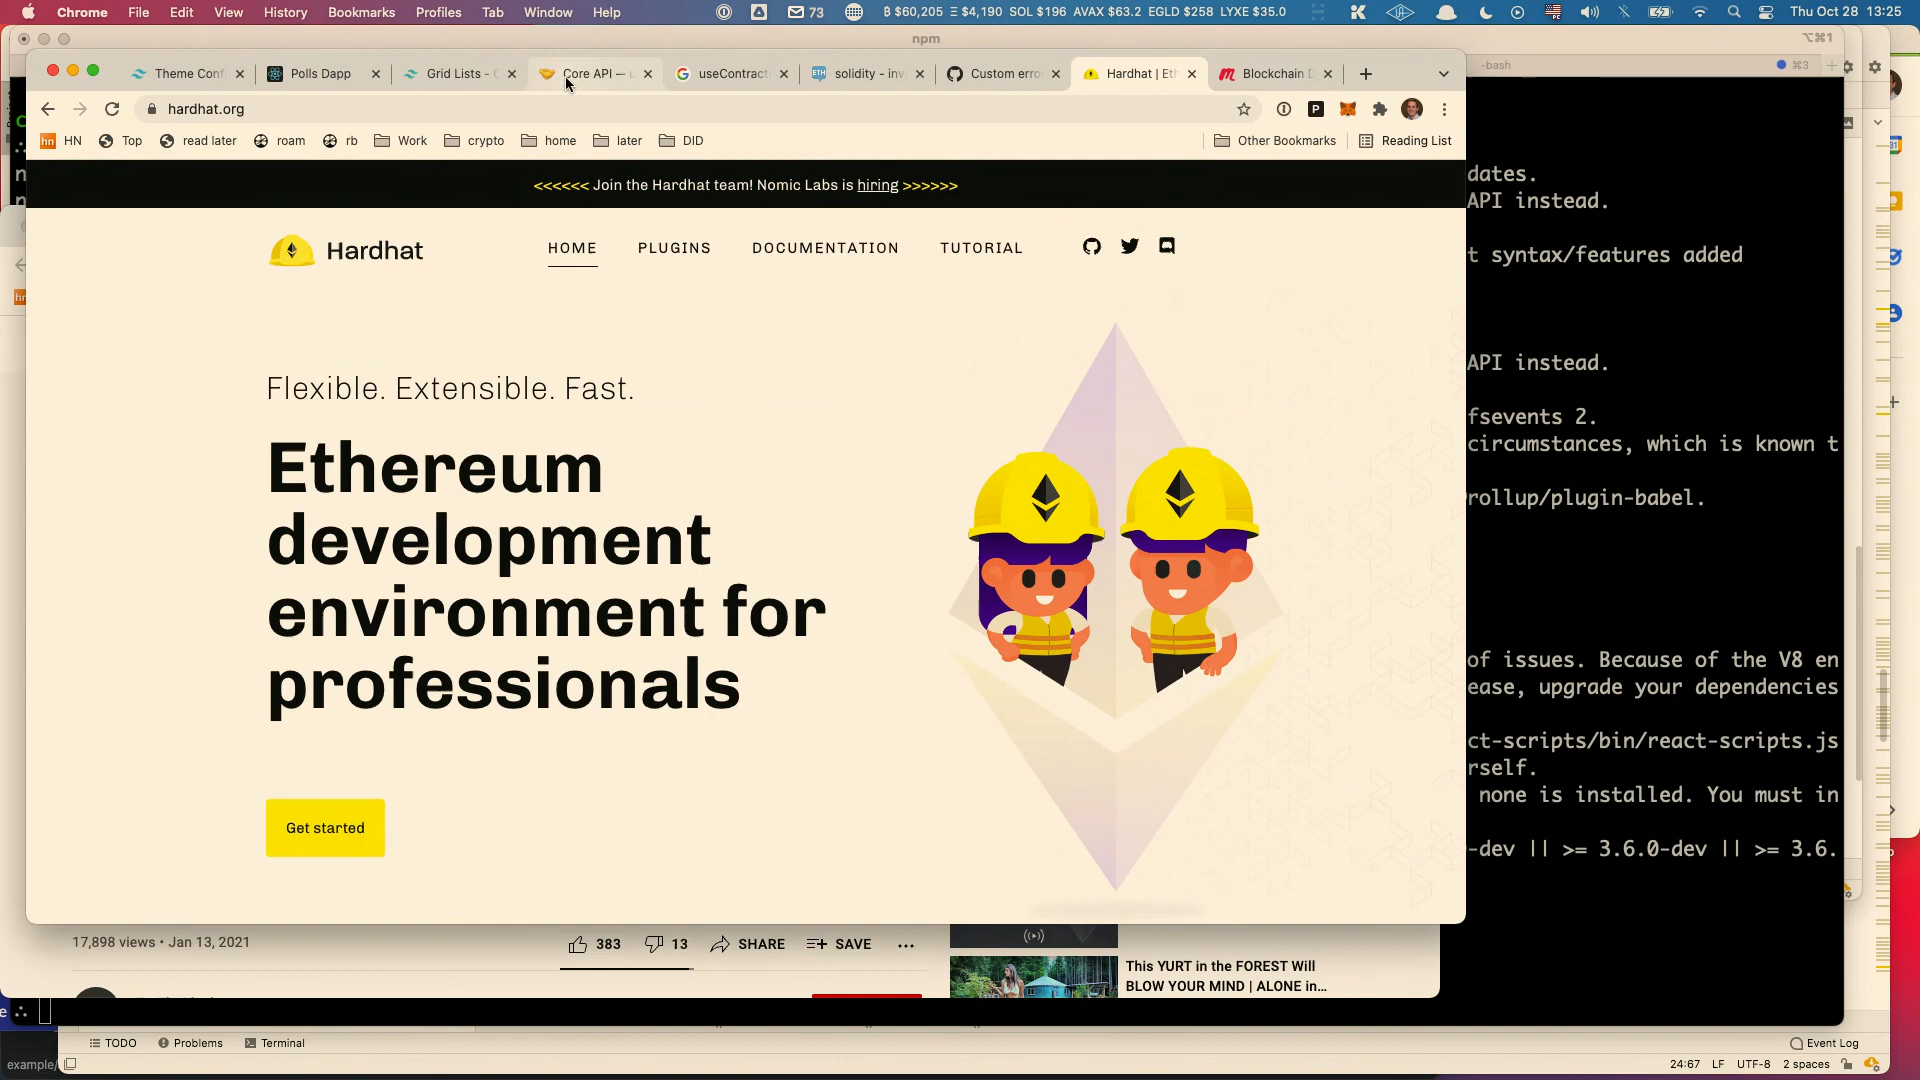 Chrome File Edit View History Bookmarks Profiles Tab Window Help
73
₿ $60,205 Ξ $4,190 SOL $196 AVAX $63.2 EGLD $258 LYXE $35.0
Thu Oct 28 13:25
npm
⌥⌘1
Theme Conf
Polls Dapp
Grid Lists -
Core API —
useContract
solidity - inv
Custom erro
Hardhat | Et
Blockchain D
-bash
⌘3
hardhat.org
HN
Top
read later
roam
rb
Work
crypto
home
later
DID
Other Bookmarks
Reading List
<<<<<< Join the Hardhat team! Nomic Labs is hiring >>>>>>
Hardhat
HOME
PLUGINS
DOCUMENTATION
TUTORIAL
Flexible. Extensible. Fast.
Ethereum
development
environment for
professionals
Get started
dates.
API instead.
t syntax/features added
API instead.
fsevents 2.
circumstances, which is known t
rollup/plugin-babel.
of issues. Because of the V8 en
ease, upgrade your dependencies
ct-scripts/bin/react-scripts.js
rself.
none is installed. You must in
-dev || >= 3.6.0-dev || >= 3.6.
17,898 views • Jan 13, 2021
383
13
SHARE
SAVE
This YURT in the FOREST Will
BLOW YOUR MIND | ALONE in...
TODO
Problems
Terminal
Event Log
example/
24:67 LF UTF-8 2 spaces